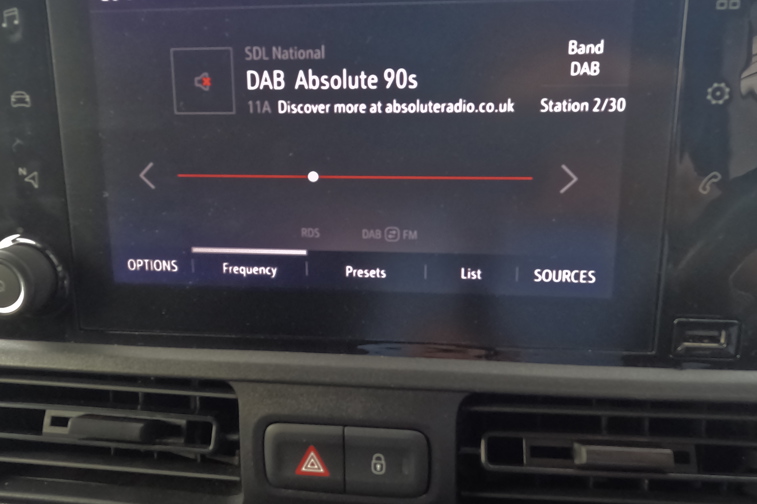 SDL National
DAB Absolute 90s
11A Discover more at absoluteradio.co.uk
Band
DAB
Station 2/30
N
RDS
DAB FM
OPTIONS
Frequency
Presets
List
SOURCES